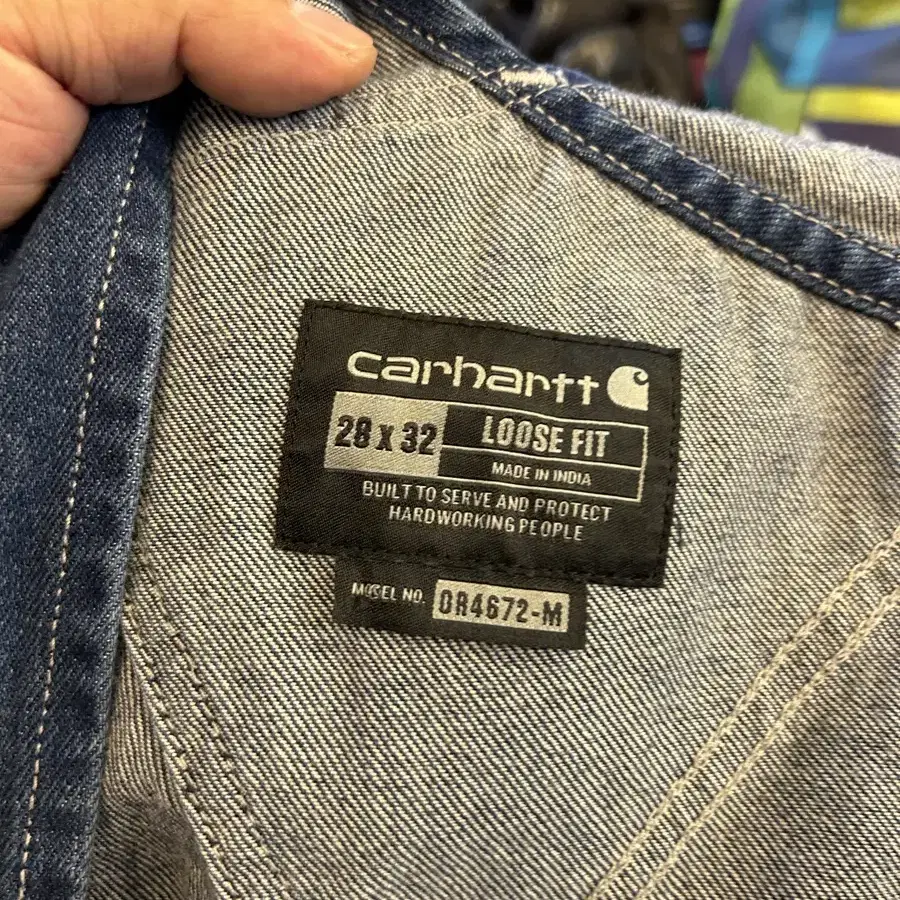 carhartt
28 x 32
LOOSE FIT
MADE IN INDIA
BUILT TO SERVE AND PROTECT
HARDWORKING PEOPLE
MODEL NO. OR4672-M